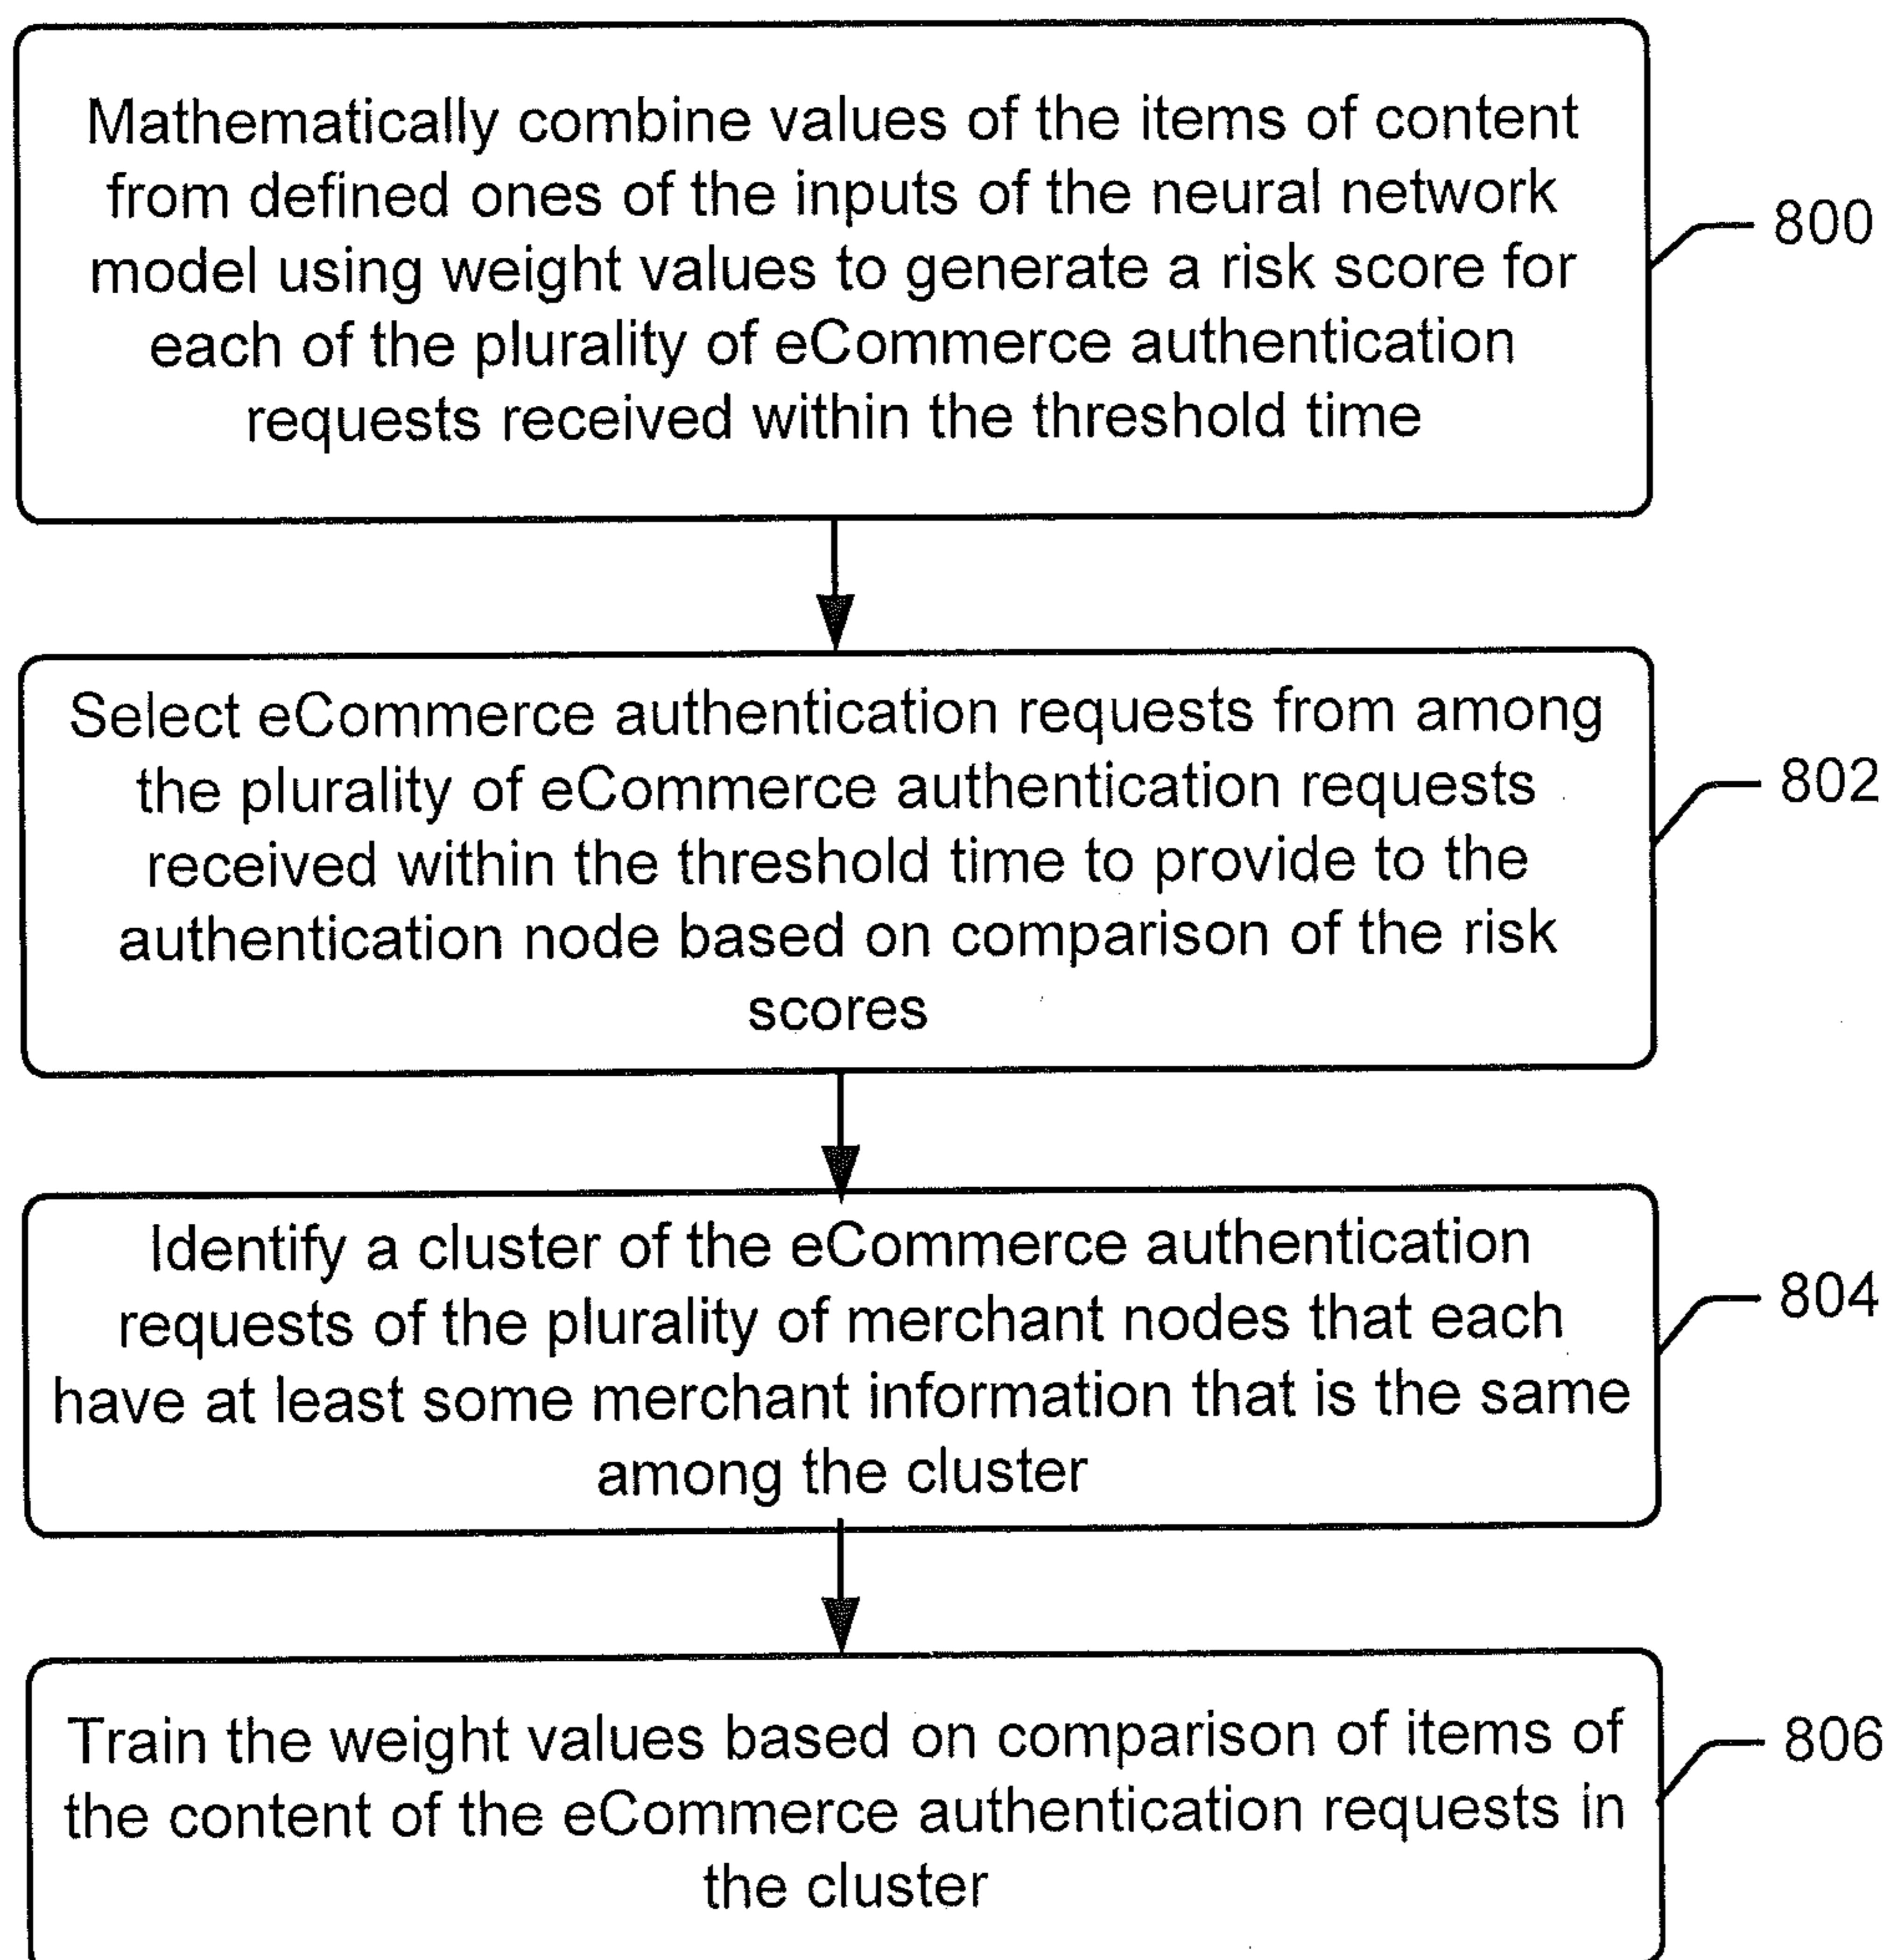 Mathematically combine values of the items of content
from defined ones of the inputs of the neural network
model using weight values to generate a risk score for
each of the plurality of eCommerce authentication
requests received within the threshold time
800
Select eCommerce authentication requests from among
the plurality of eCommerce authentication requests
received within the threshold time to provide to the
authentication node based on comparison of the risk
scores
802
Identify a cluster of the eCommerce authentication
requests of the plurality of merchant nodes that each
have at least some merchant information that is the same
among the cluster
804
Train the weight values based on comparison of items of
the content of the eCommerce authentication requests in
the cluster
806